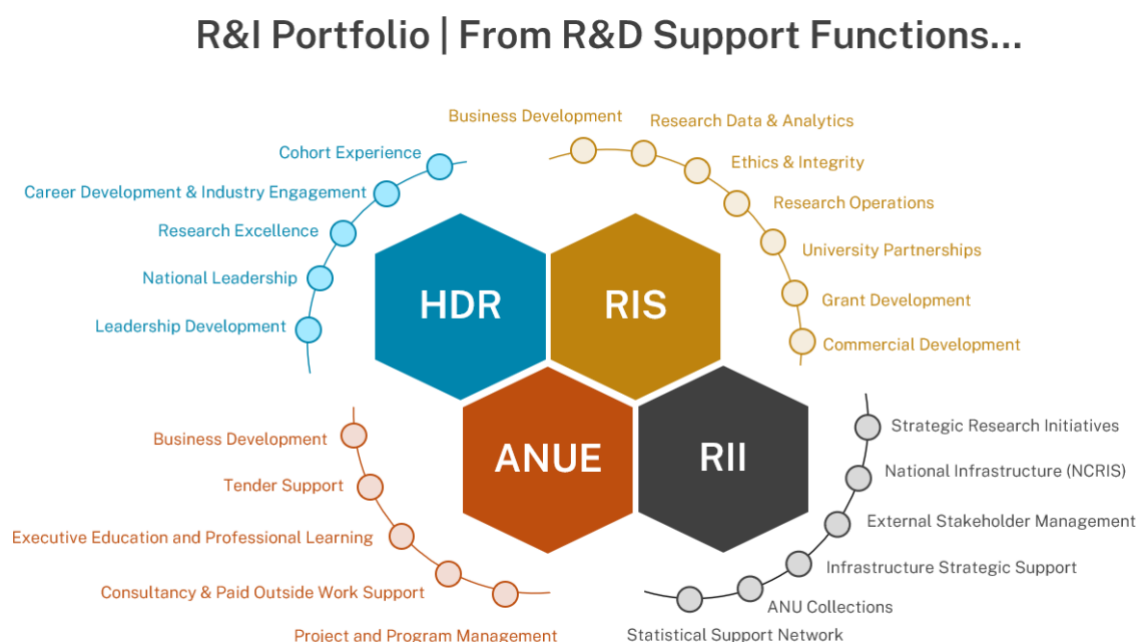 R&I Portfolio | From R&D Support Functions...
Cohort Experience
Career Development & Industry Engagement
Research Excellence
National Leadership
Leadership Development
HDR
Business Development
Research Data & Analytics
Ethics & Integrity
Research Operations
University Partnerships
Grant Development
Commercial Development
RIS
Business Development
Tender Support
Executive Education and Professional Learning
Consultancy & Paid Outside Work Support
Project and Program Management
ANUE
Strategic Research Initiatives
National Infrastructure (NCRIS)
External Stakeholder Management
Infrastructure Strategic Support
ANU Collections
Statistical Support Network
RII